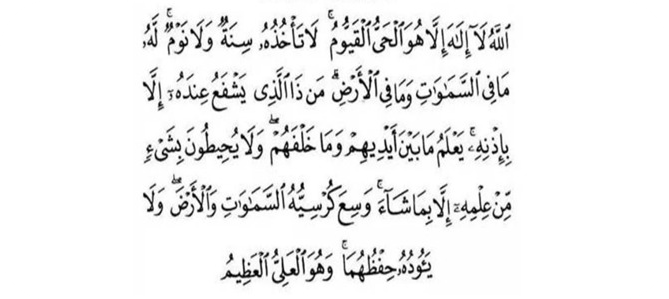 ٱللَّهُ لَآ إِلَٰهَ إِلَّا هُوَ ٱلْحَىُّ ٱلْقَيُّومُ ۚ لَا تَأْخُذُهُۥ سِنَةٌ وَلَا نَوْمٌ ۚ لَّهُۥ
مَا فِى ٱلسَّمَٰوَٰتِ وَمَا فِى ٱلْأَرْضِ ۗ مَن ذَا ٱلَّذِى يَشْفَعُ عِندَهُۥٓ إِلَّا
بِإِذْنِهِۦ ۚ يَعْلَمُ مَا بَيْنَ أَيْدِيهِمْ وَمَا خَلْفَهُمْ ۖ وَلَا يُحِيطُونَ بِشَىْءٍ
مِّنْ عِلْمِهِۦٓ إِلَّا بِمَا شَآءَ ۚ وَسِعَ كُرْسِيُّهُ ٱلسَّمَٰوَٰتِ وَٱلْأَرْضَ ۖ وَلَا
يَـُٔودُهُۥ حِفْظُهُمَا ۚ وَهُوَ ٱلْعَلِىُّ ٱلْعَظِيمُ